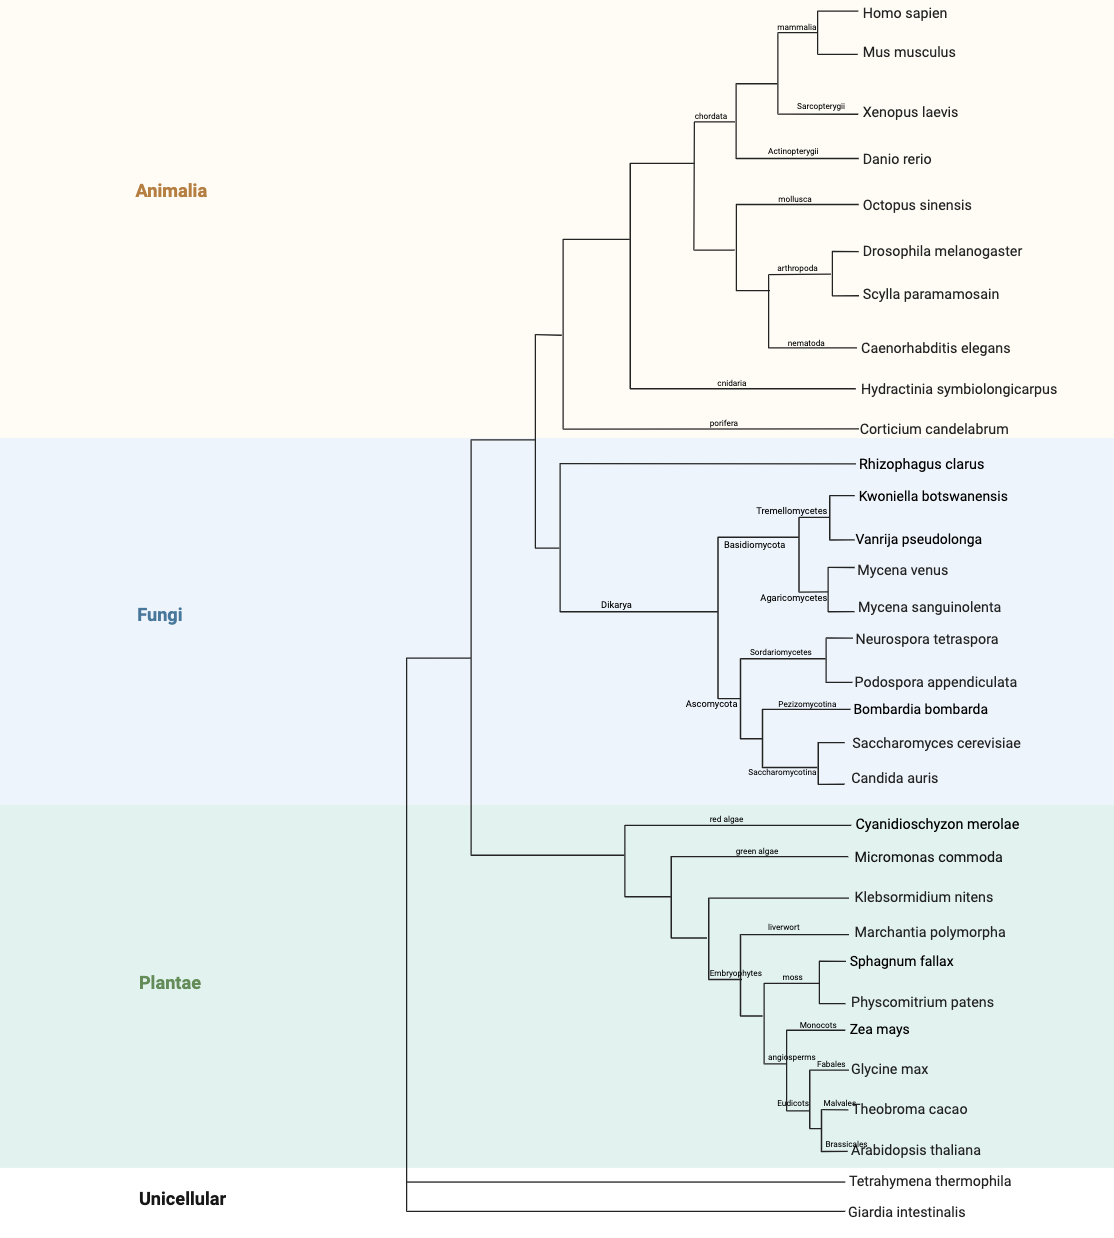 Homo sapien
mammalia
Mus musculus
Sarcopterygii
Xenopus laevis
chordata
Actinopterygii
Danio rerio
Animalia
mollusca
Octopus sinensis
Drosophila melanogaster
arthropoda
Scylla paramamosain
nematoda
Caenorhabditis elegans
cnidaria
Hydractinia symbiolongicarpus
porifera
Corticium candelabrum
Rhizophagus clarus
Kwoniella botswanensis
Tremellomycetes
Vanrija pseudolonga
Basidiomycota
Mycena venus
Agaricomycetes
Dikarya
Mycena sanguinolenta
Fungi
Neurospora tetraspora
Sordariomycetes
Podospora appendiculata
Ascomycota
Pezizomycotina
Bombardia bombarda
Saccharomyces cerevisiae
Saccharomycotina
Candida auris
red algae
Cyanidioschyzon merolae
green algae
Micromonas commoda
Klebsormidium nitens
liverwort
Marchantia polymorpha
Sphagnum fallax
Embryophytes
moss
Plantae
Physcomitrium patens
Monocots
Zea mays
angiosperms
Fabales
Glycine max
Eudicots
Malvales
Theobroma cacao
Brassicales
Arabidopsis thaliana
Tetrahymena thermophila
Unicellular
Giardia intestinalis